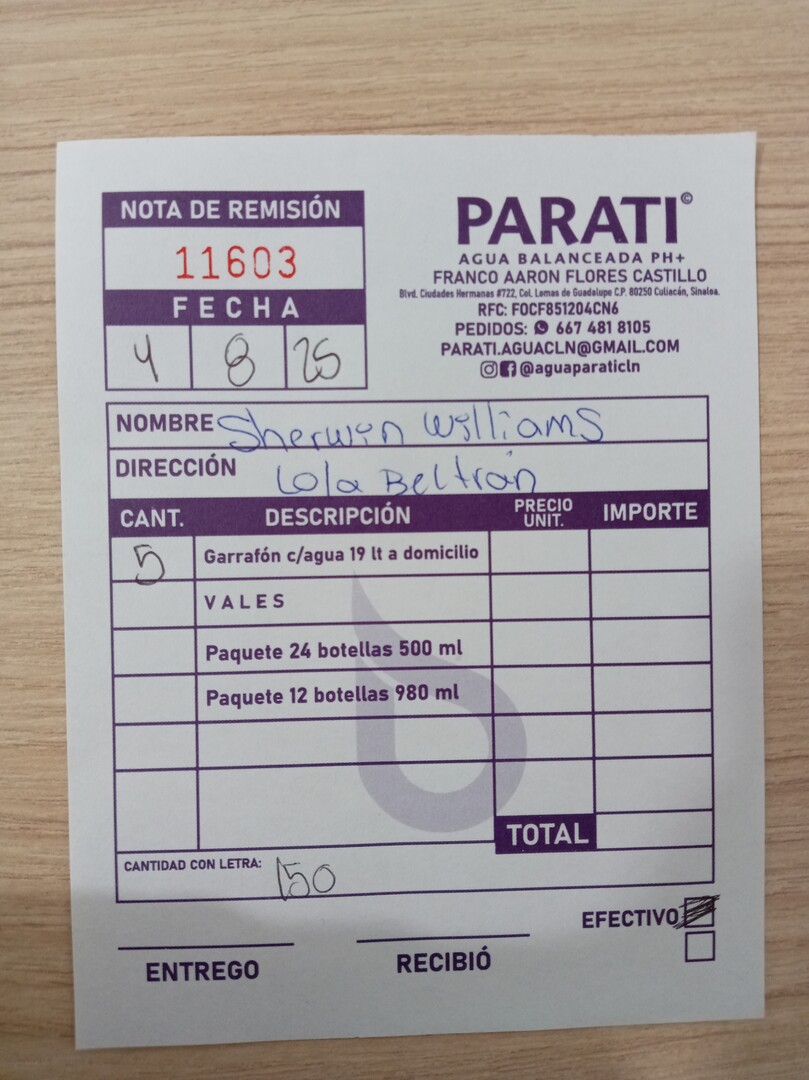 NOTA DE REMISIÓN
11603
FECHA
4 8 25
PARATI©
AGUA BALANCEADA PH+
FRANCO AARON FLORES CASTILLO
Blvd. Ciudades Hermanas #722, Col. Lomas de Guadalupe C.P. 80250 Culiacán, Sinaloa.
RFC: FOCF851204CN6
PEDIDOS: 667 481 8105
PARATI.AGUACLN@GMAIL.COM
@aguaparaticln
NOMBRE Sherwin Williams
DIRECCIÓN Lola Beltrán
CANT. DESCRIPCIÓN PRECIO UNIT. IMPORTE
5 Garrafón c/agua 19 lt a domicilio
VALES
Paquete 24 botellas 500 ml
Paquete 12 botellas 980 ml
TOTAL
CANTIDAD CON LETRA: 150
EFECTIVO
ENTREGO RECIBIÓ